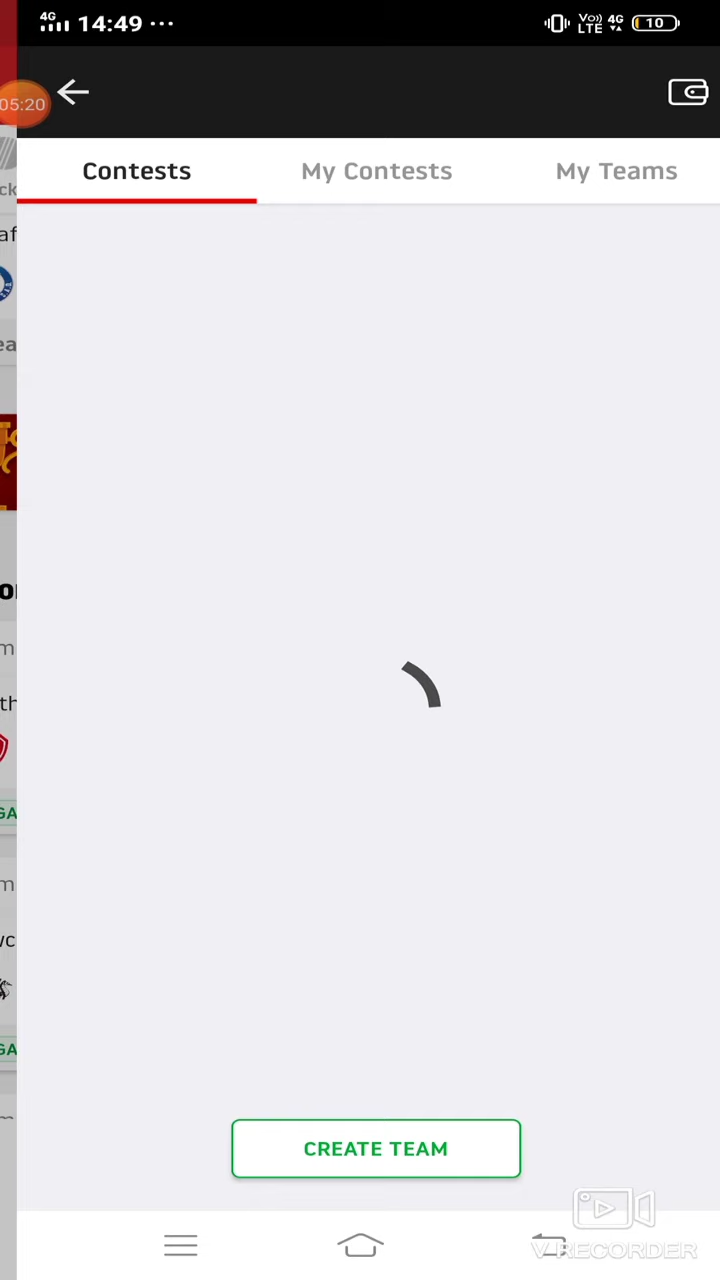 4G 14:49 ... Vo)) LTE 4G 10
05:20
Contests My Contests My Teams
CREATE TEAM
V RECORDER